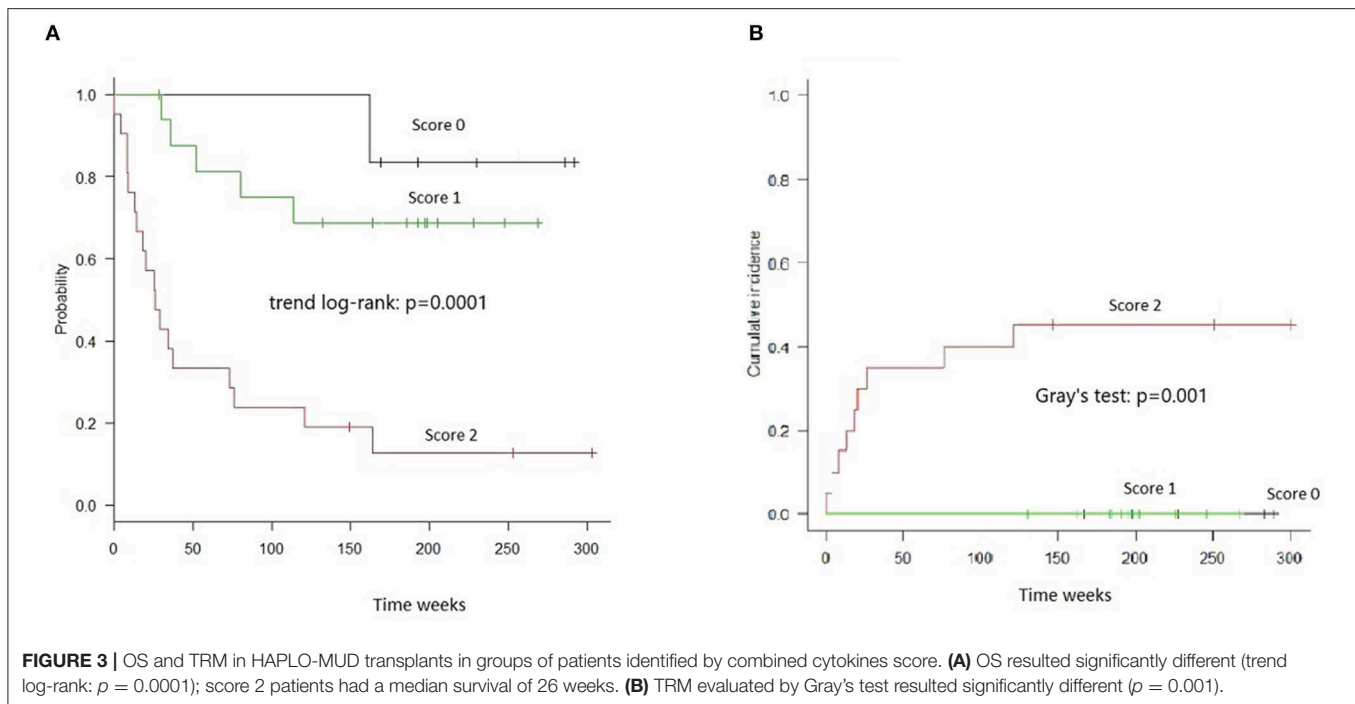 A
1.0
0.8
0.6
0.4
0.2
0.0
Probability
Score 0
Score 1
trend log-rank: p=0.0001
Score 2
0 50 100 150 200 250 300
Time weeks
B
1.0
0.8
0.6
0.4
0.2
0.0
Cumulative incidence
Score 2
Gray's test: p=0.001
Score 1
Score 0
0 50 100 150 200 250 300
Time weeks
FIGURE 3 | OS and TRM in HAPLO-MUD transplants in groups of patients identified by combined cytokines score. (A) OS resulted significantly different (trend
log-rank: p = 0.0001); score 2 patients had a median survival of 26 weeks. (B) TRM evaluated by Gray's test resulted significantly different (p = 0.001).